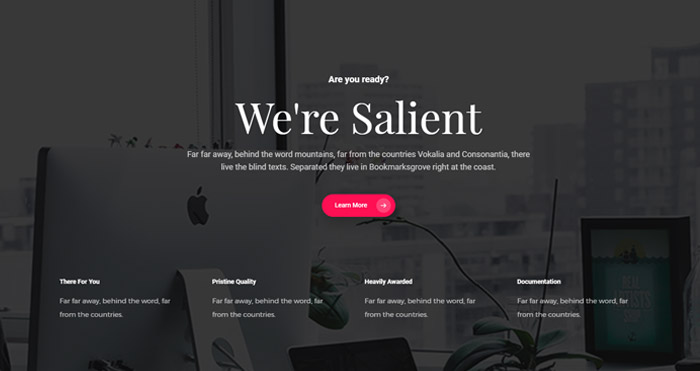 Are you ready?
We're Salient
Far far away, behind the word mountains, far from the countries Vokalia and Consonantia, there
live the blind texts. Separated they live in Bookmarksgrove right at the coast.
Learn More
There For You
Far far away, behind the word, far
from the countries.
Pristine Quality
Far far away, behind the word, far
from the countries.
Heavily Awarded
Far far away, behind the word, far
from the countries.
Documentation
Far far away, behind the word, far
from the countries.